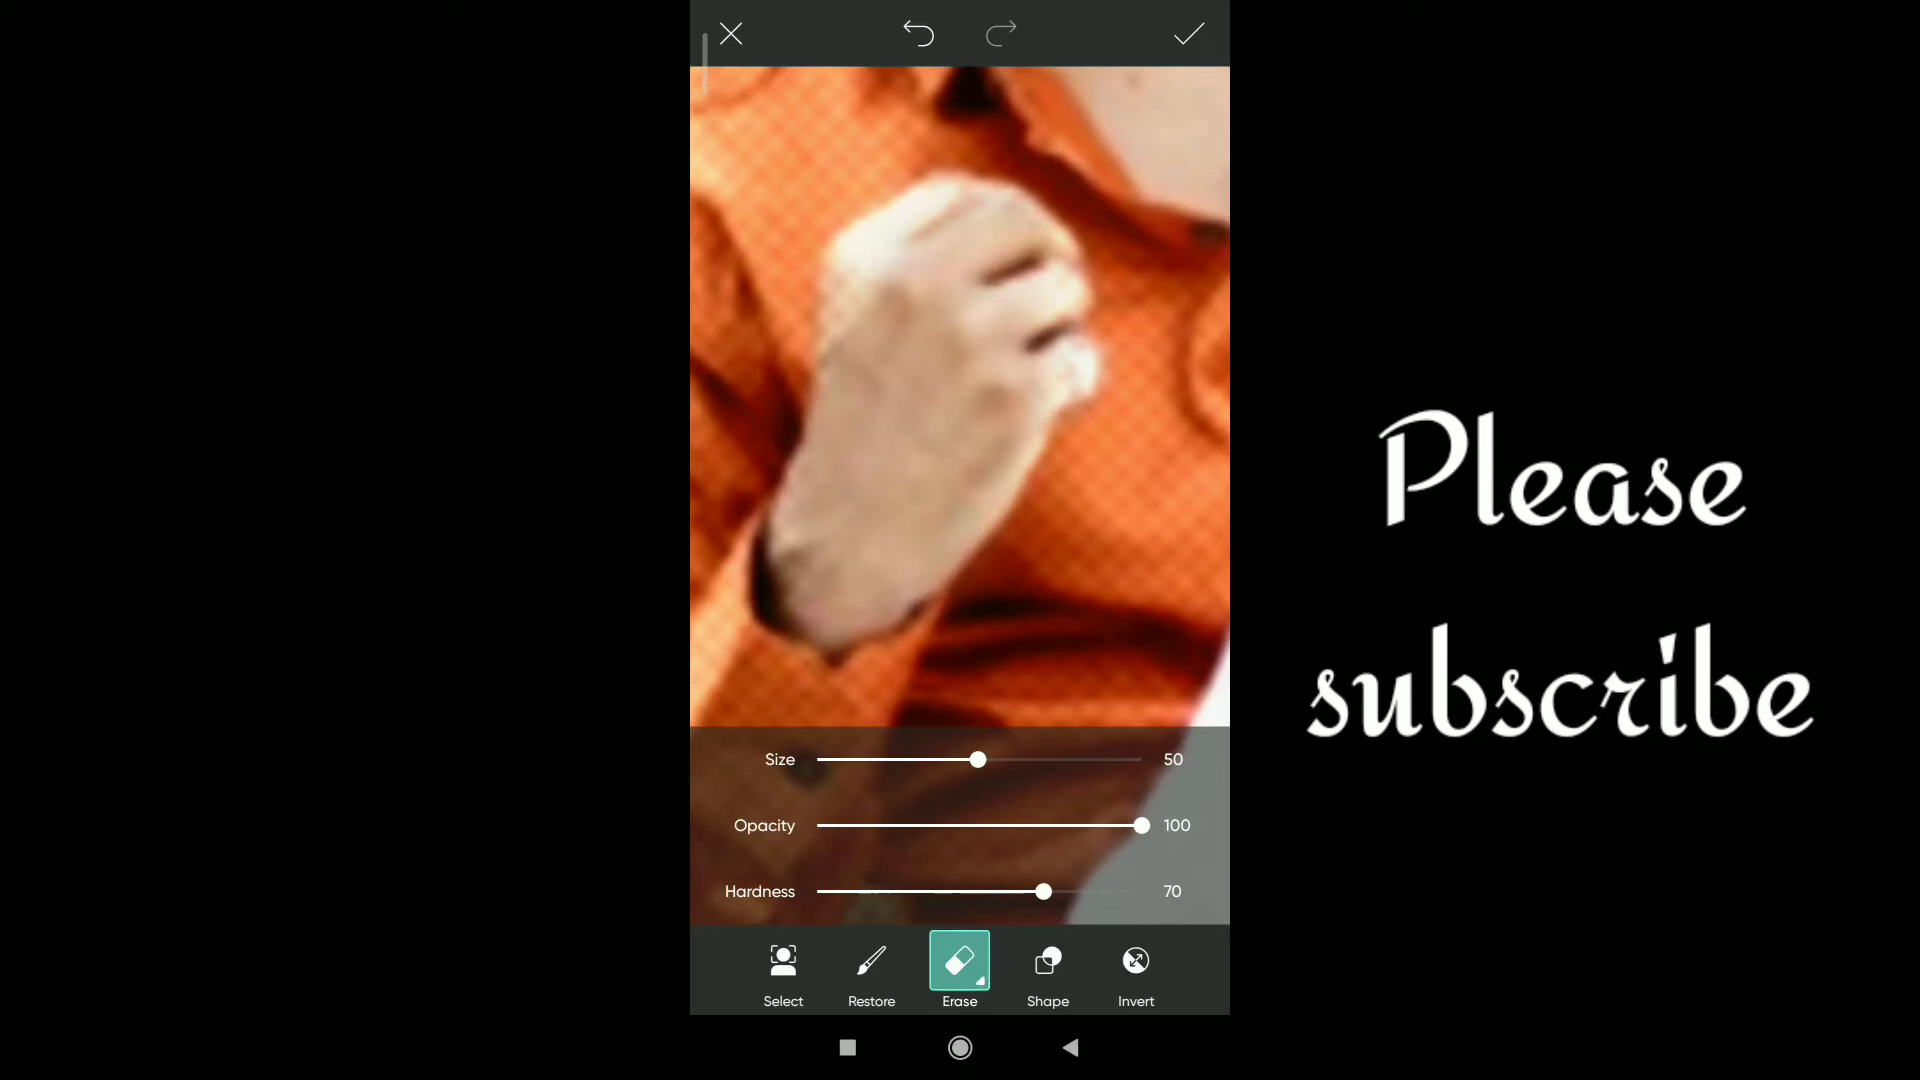 Size 50
Opacity 100
Hardness 70
Select Restore Erase Shape Invert
Please
subscribe